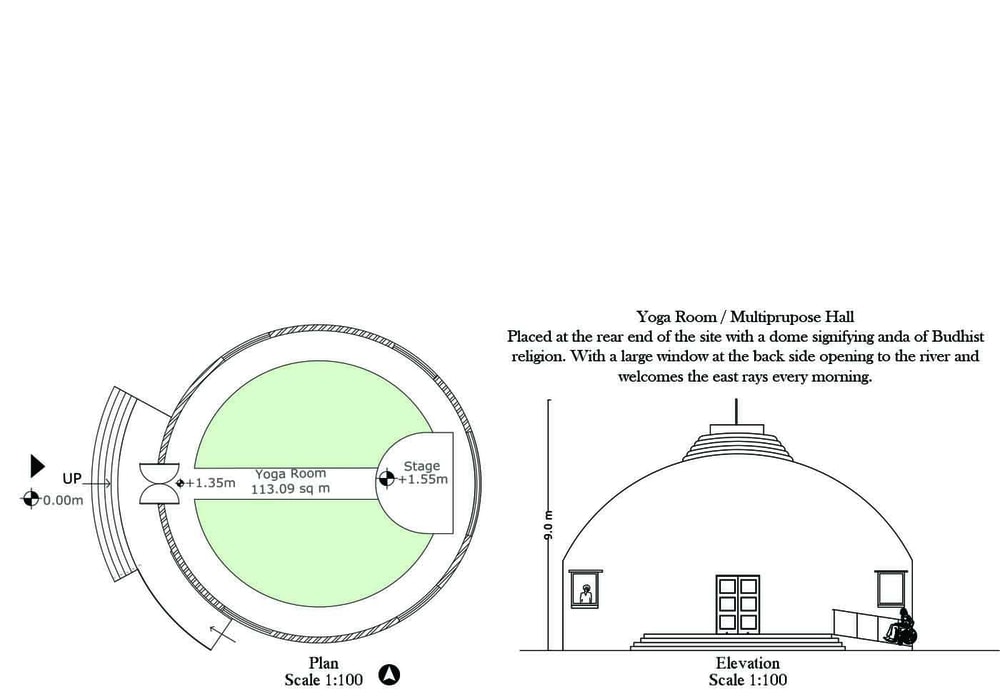 Yoga Room / Multiprupose Hall
Placed at the rear end of the site with a dome signifying anda of Budhist
religion. With a large window at the back side opening to the river and
welcomes the east rays every morning.
UP
0.00m
+1.35m
Yoga Room
113.09 sq m
Stage
+1.55m
Plan
Scale 1:100
9.0 m
Elevation
Scale 1:100